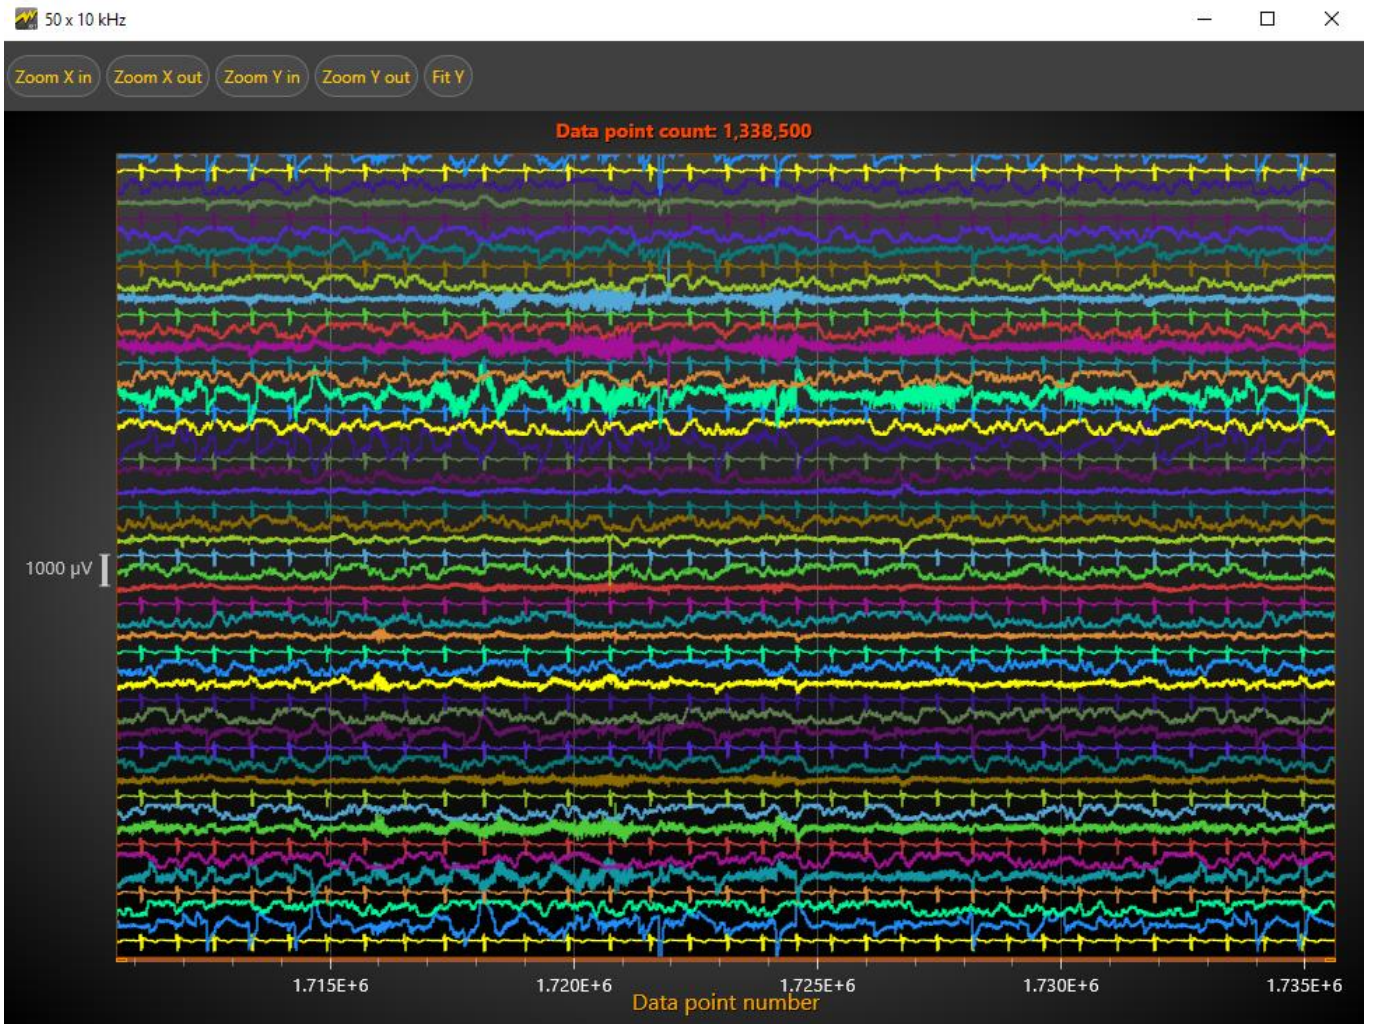 50 x 10 kHz
Zoom X in Zoom X out Zoom Y in Zoom Y out Fit Y
Data point count: 1,338,500
1000 µV
1.715E+6 1.720E+6 1.725E+6 1.730E+6 1.735E+6
Data point number